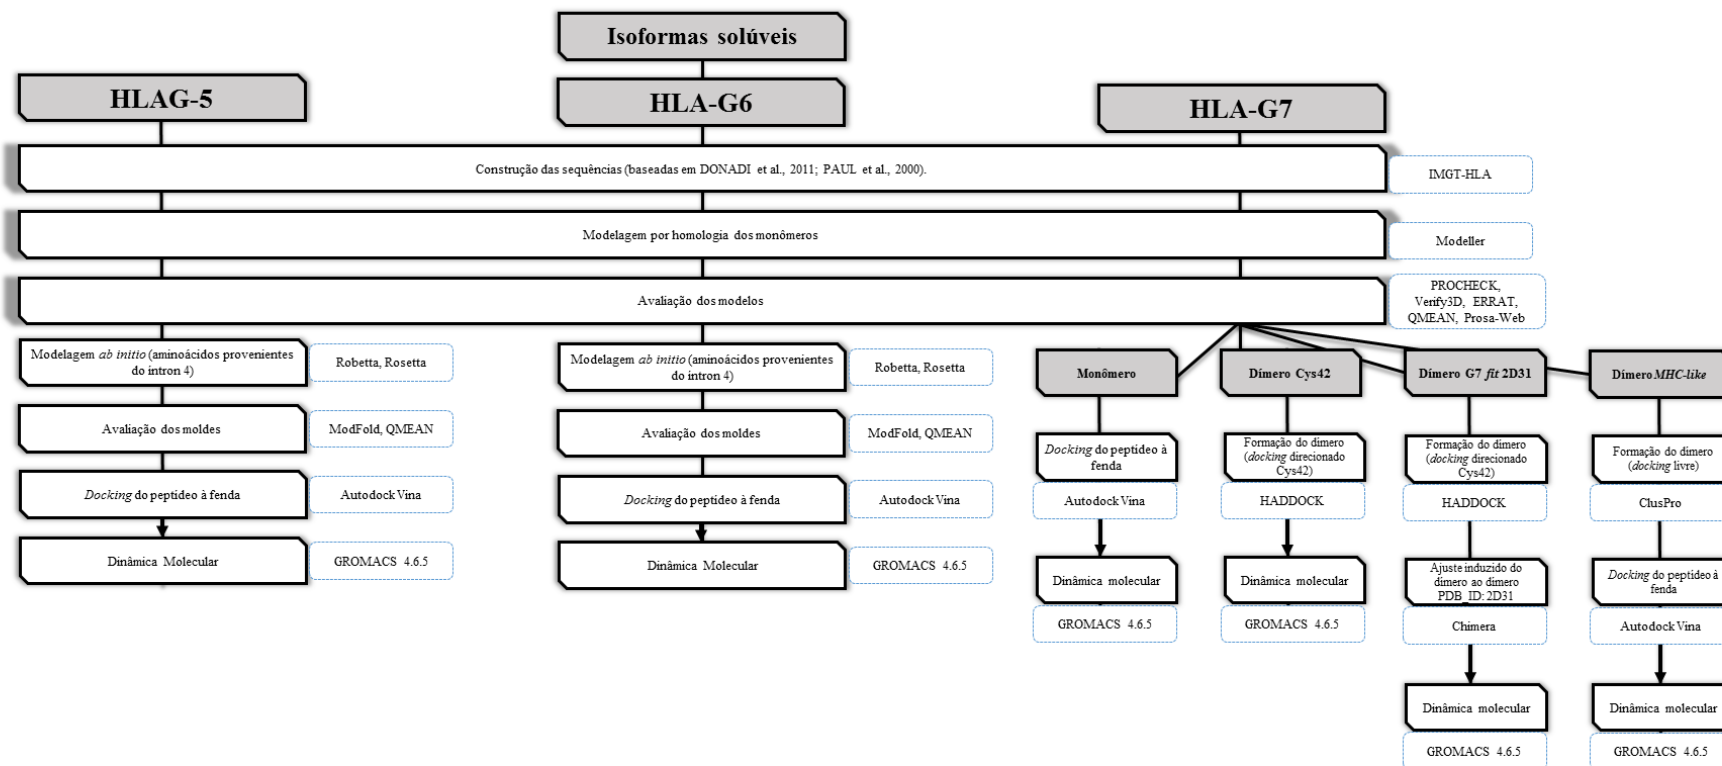 Isoformas solúveis
HLAG-5
HLA-G6
HLA-G7
Construção das sequências (baseadas em DONADI et al., 2011; PAUL et al., 2000).
IMGT-HLA
Modelagem por homologia dos monômeros
Modeller
Avaliação dos modelos
PROCHECK,
Verify3D, ERRAT,
QMEAN, Prosa-Web
Modelagem ab initio (aminoácidos provenientes
do intron 4)
Robetta, Rosetta
Avaliação dos moldes
ModFold, QMEAN
Docking do peptídeo à fenda
Autodock Vina
Dinâmica Molecular
GROMACS 4.6.5
Modelagem ab initio (aminoácidos provenientes
do intron 4)
Robetta, Rosetta
Avaliação dos moldes
ModFold, QMEAN
Docking do peptídeo à fenda
Autodock Vina
Dinâmica Molecular
GROMACS 4.6.5
Monômero
Docking do peptídeo à
fenda
Autodock Vina
Dinâmica molecular
GROMACS 4.6.5
Dímero Cys42
Formação do dímero
(docking direcionado
Cys42)
HADDOCK
Dinâmica molecular
GROMACS 4.6.5
Dímero G7 fit 2D31
Formação do dímero
(docking direcionado
Cys42)
HADDOCK
Ajuste induzido do
dímero ao dímero
PDB_ID: 2D31
Chimera
Dinâmica molecular
GROMACS 4.6.5
Dímero MHC-like
Formação do dímero
(docking livre)
ClusPro
Docking do peptídeo à
fenda
Autodock Vina
Dinâmica molecular
GROMACS 4.6.5